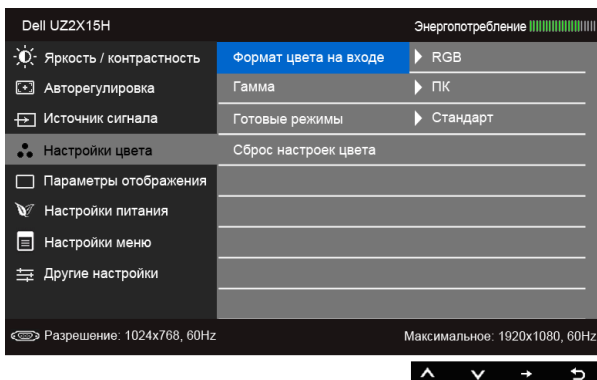 Dell UZ2X15H Энергопотребление
Яркость / контрастность Формат цвета на входе RGB
Авторегулировка Гамма ПК
Источник сигнала Готовые режимы Стандарт
Настройки цвета Сброс настроек цвета
Параметры отображения
Настройки питания
Настройки меню
Другие настройки
Разрешение: 1024x768, 60Hz Максимальное: 1920x1080, 60Hz